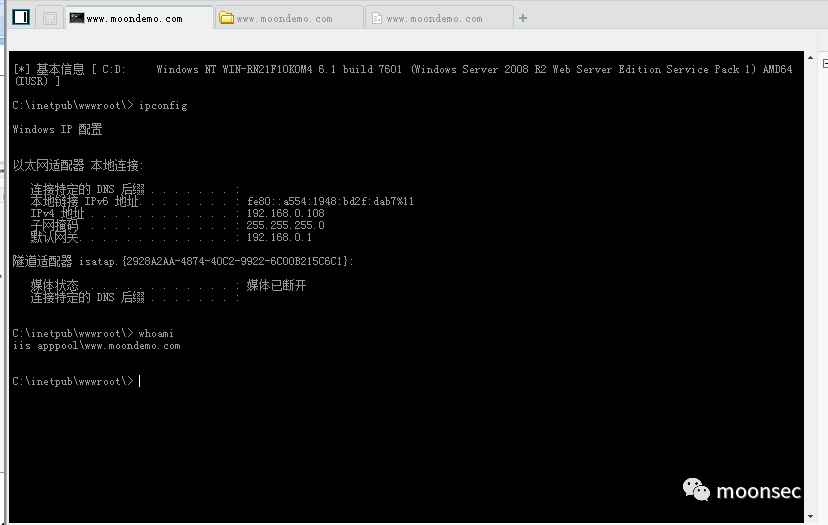 www.moondemo.com www.moondemo.com www.moondemo.com +
[*] 基本信息 [ C:D:     Windows NT WIN-RN21F1OKOM4 6.1 build 7601 (Windows Server 2008 R2 Web Server Edition Service Pack 1) AMD64
(IUSR) ]
C:\inetpub\wwwroot\> ipconfig
Windows IP 配置
以太网适配器 本地连接:
连接特定的 DNS 后缀 . . . . . . . :
本地链接 IPv6 地址. . . . . . . . : fe80::a554:1948:bd2f:dab7%11
IPv4 地址 . . . . . . . . . . . . : 192.168.0.108
子网掩码  . . . . . . . . . . . . : 255.255.255.0
默认网关. . . . . . . . . . . . . : 192.168.0.1
隧道适配器 isatap.{2928A2AA-4874-40C2-9922-6C00B215C6C1}:
媒体状态  . . . . . . . . . . . . : 媒体已断开
连接特定的 DNS 后缀 . . . . . . . :
C:\inetpub\wwwroot\> whoami
iis apppool\www.moondemo.com
C:\inetpub\wwwroot\>
moonsec